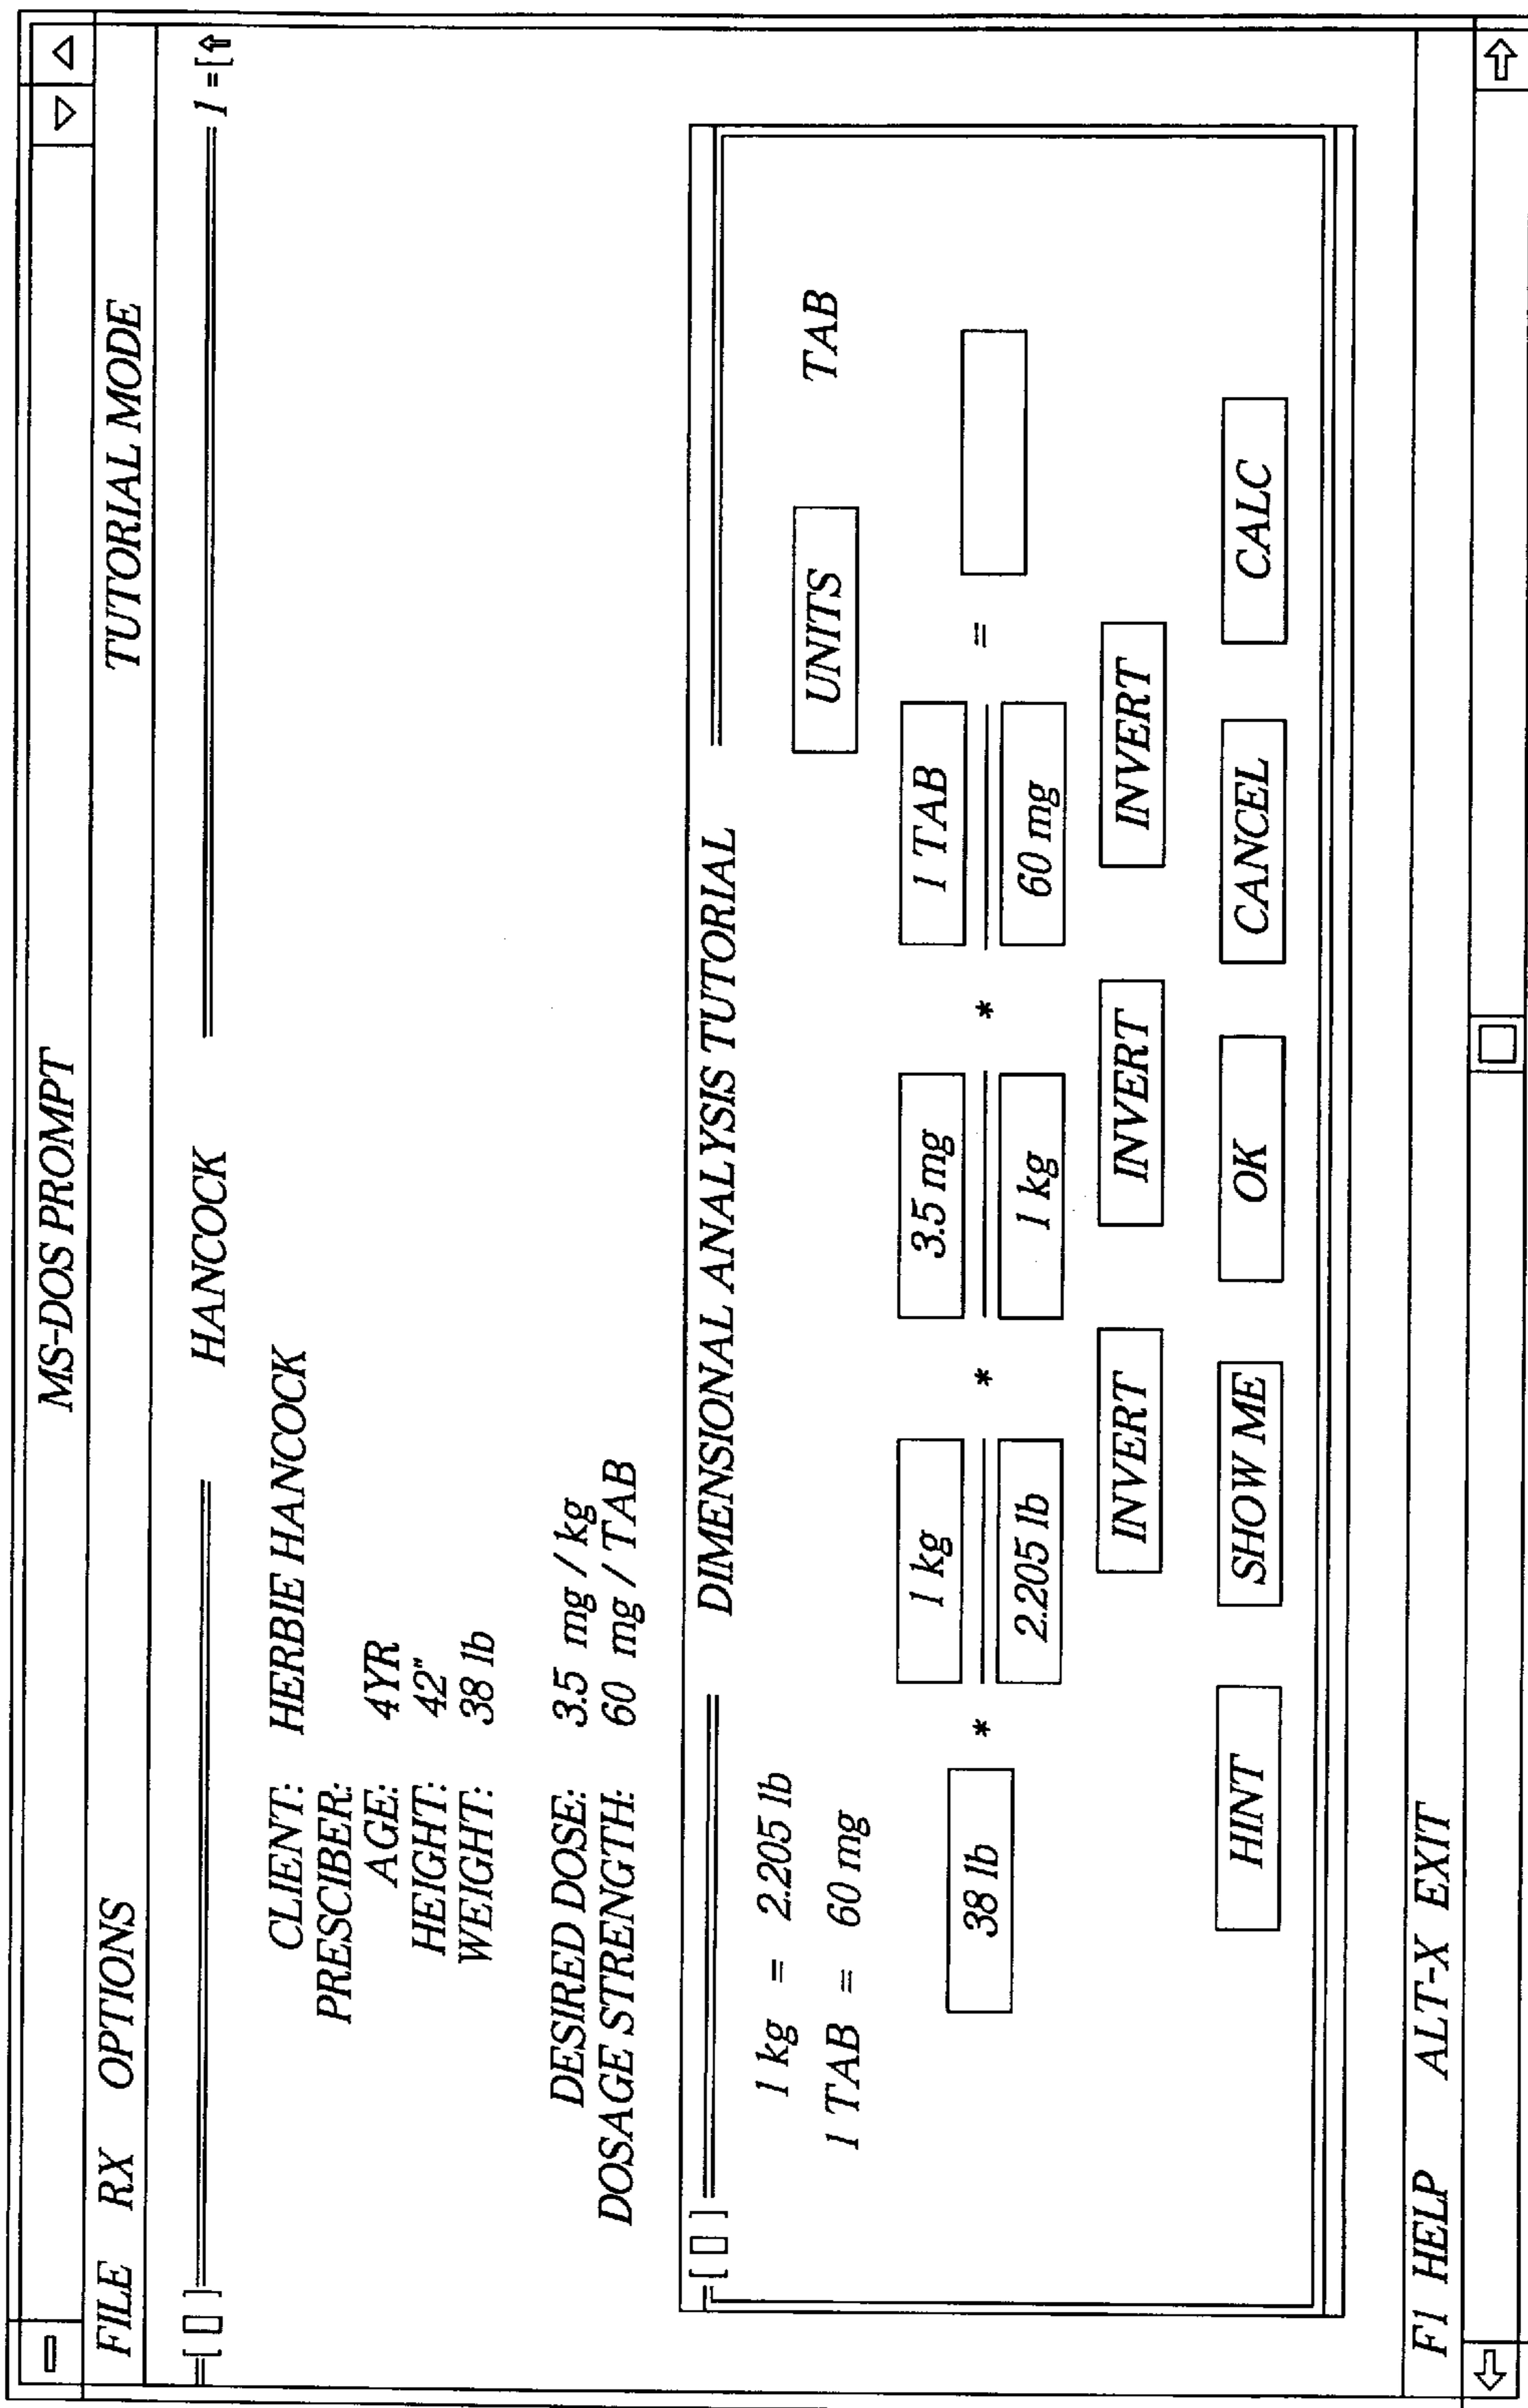 MS-DOS PROMPT
FILE RX OPTIONS TUTORIAL MODE
HANCOCK 1
CLIENT: HERBIE HANCOCK
PRESCIBER:
AGE: 4YR
HEIGHT: 42"
WEIGHT: 38 lb
DESIRED DOSE: 3.5 mg / kg
DOSAGE STRENGTH: 60 mg / TAB
DIMENSIONAL ANALYSIS TUTORIAL
1 kg = 2.205 lb
UNITS TAB
1 TAB = 60 mg
1 kg 3.5 mg 1 TAB
38 lb * * * =
2.205 lb 1 kg 60 mg
INVERT INVERT INVERT
HINT SHOW ME OK CANCEL CALC
F1 HELP ALT-X EXIT